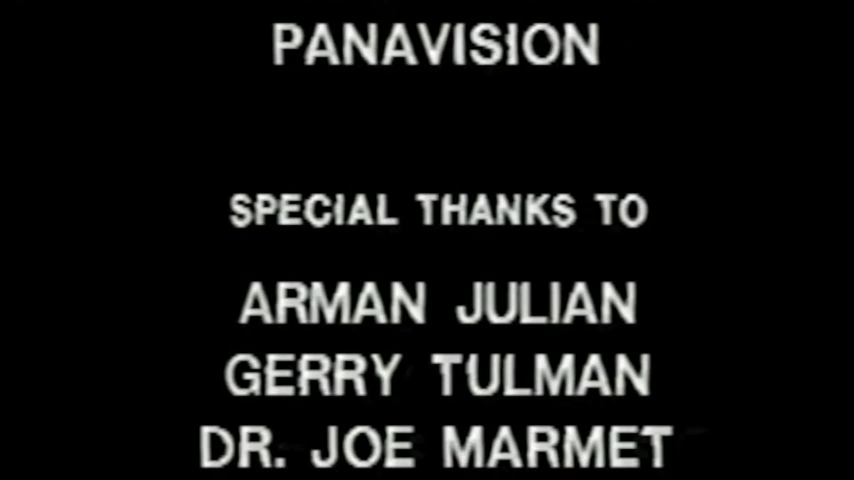 PANAVISION
SPECIAL THANKS TO
ARMAN JULIAN
GERRY TULMAN
DR. JOE MARMET